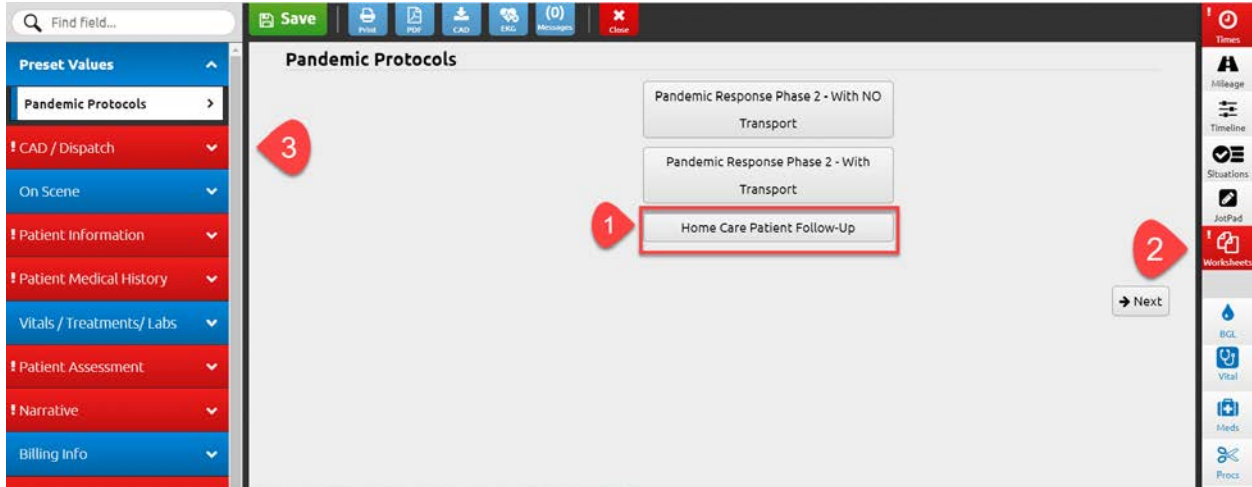 Find field...
Save
Print
PDF
CAD
EKG
(0)
Messages
Close
! Times
Mileage
Timeline
Situations
JotPad
! Worksheets
BGL
Vital
Meds
Procs
Preset Values
Pandemic Protocols
! CAD / Dispatch
On Scene
! Patient Information
! Patient Medical History
Vitals / Treatments/ Labs
! Patient Assessment
! Narrative
Billing Info
Pandemic Protocols
Pandemic Response Phase 2 - With NO
Transport
Pandemic Response Phase 2 - With
Transport
Home Care Patient Follow-Up
Next
3
1
2